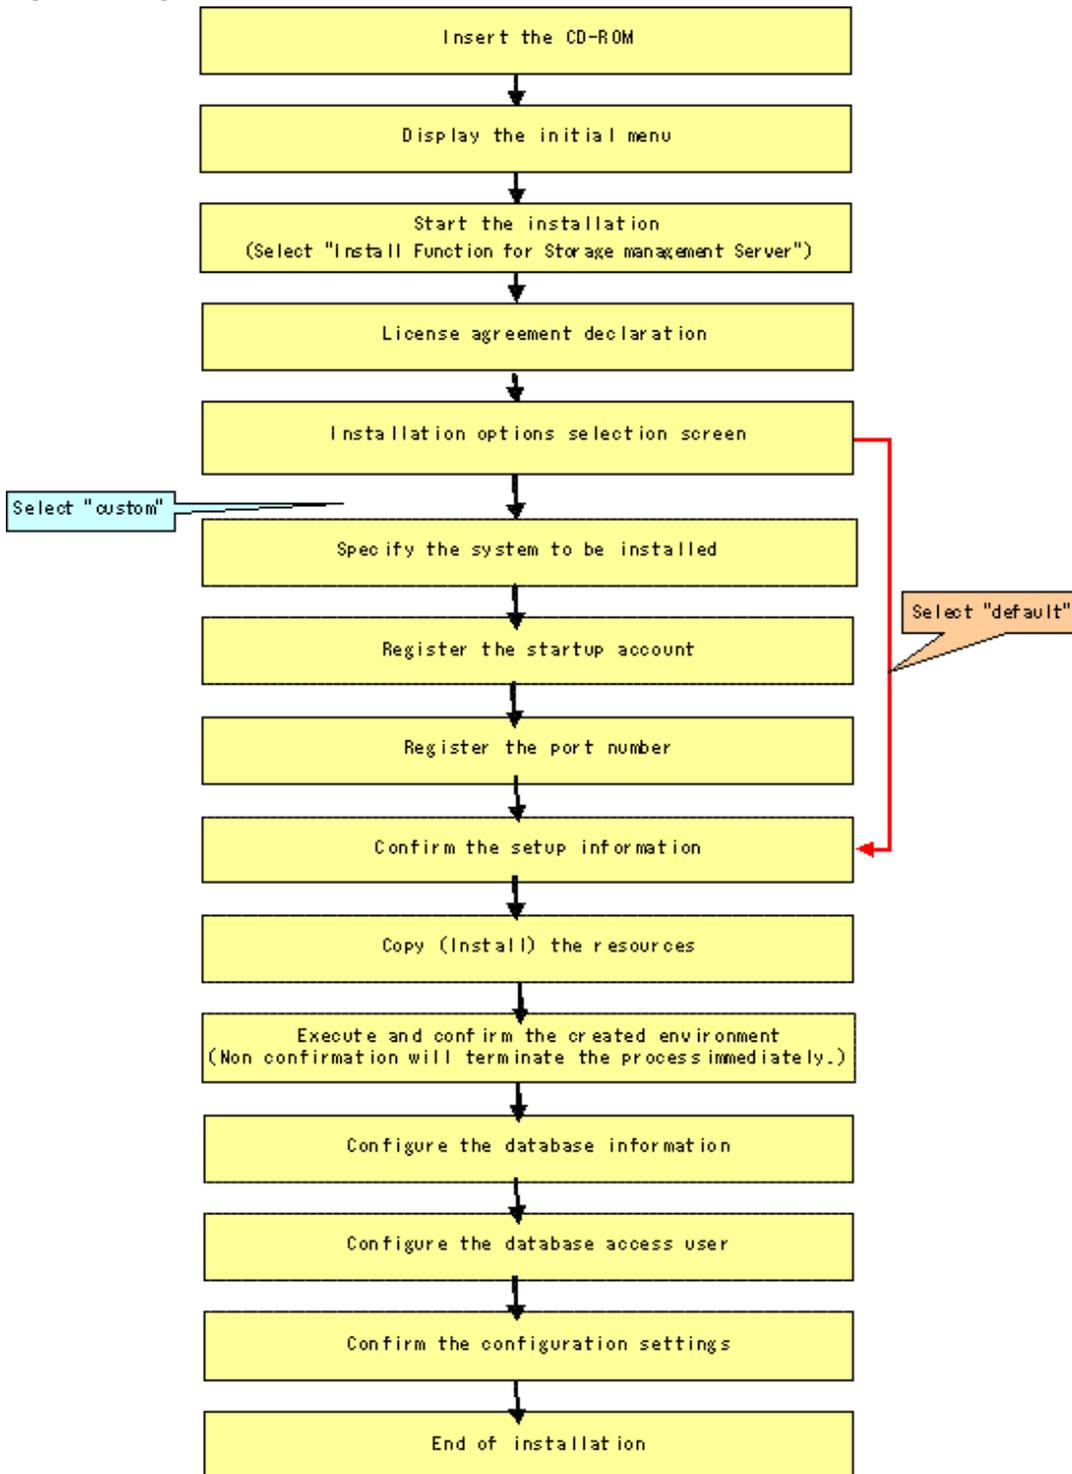 Insert the CD-ROM
Display the initial menu
Start the installation
(Select "Install Function for Storage management Server")
License agreement declaration
Installation options selection screen
Select "custom"
Specify the system to be installed
Select "default"
Register the startup account
Register the port number
Confirm the setup information
Copy (Install) the resources
Execute and confirm the created environment
(Non confirmation will terminate the process immediately.)
Configure the database information
Configure the database access user
Confirm the configuration settings
End of installation